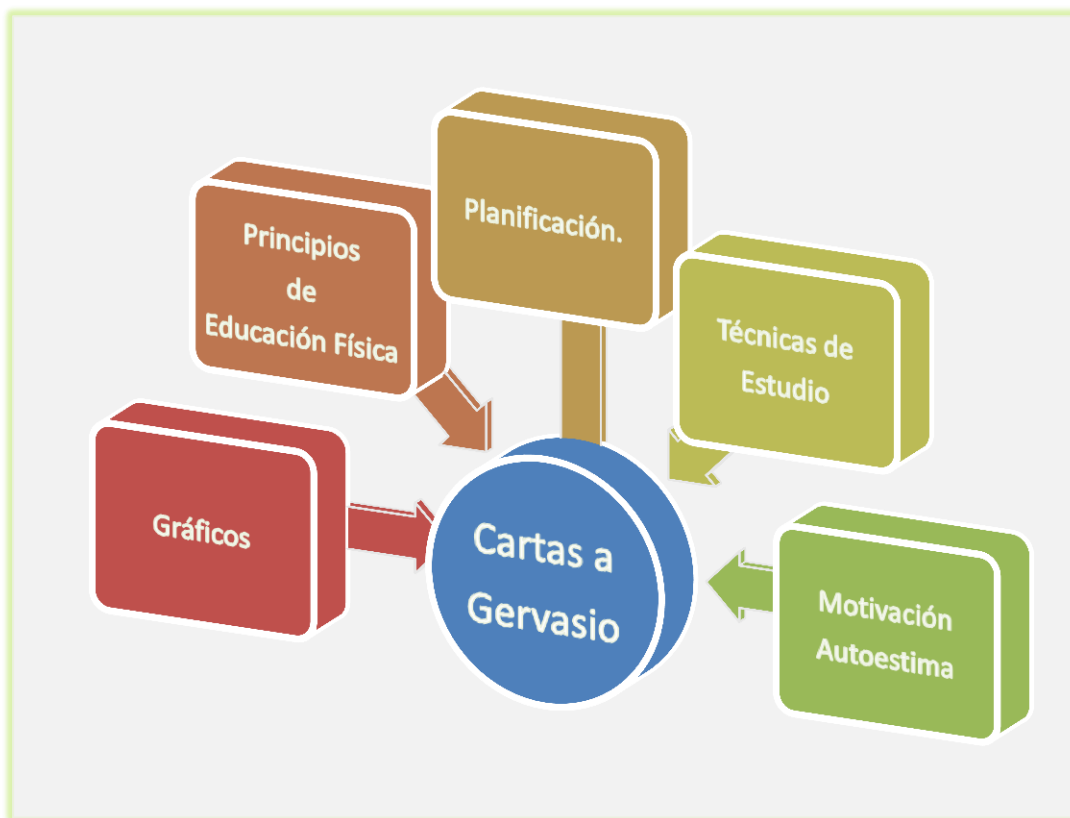 Planificación.
Principios
de
Educación Física
Técnicas de
Estudio
Gráficos
Cartas a
Gervasio
Motivación
Autoestima